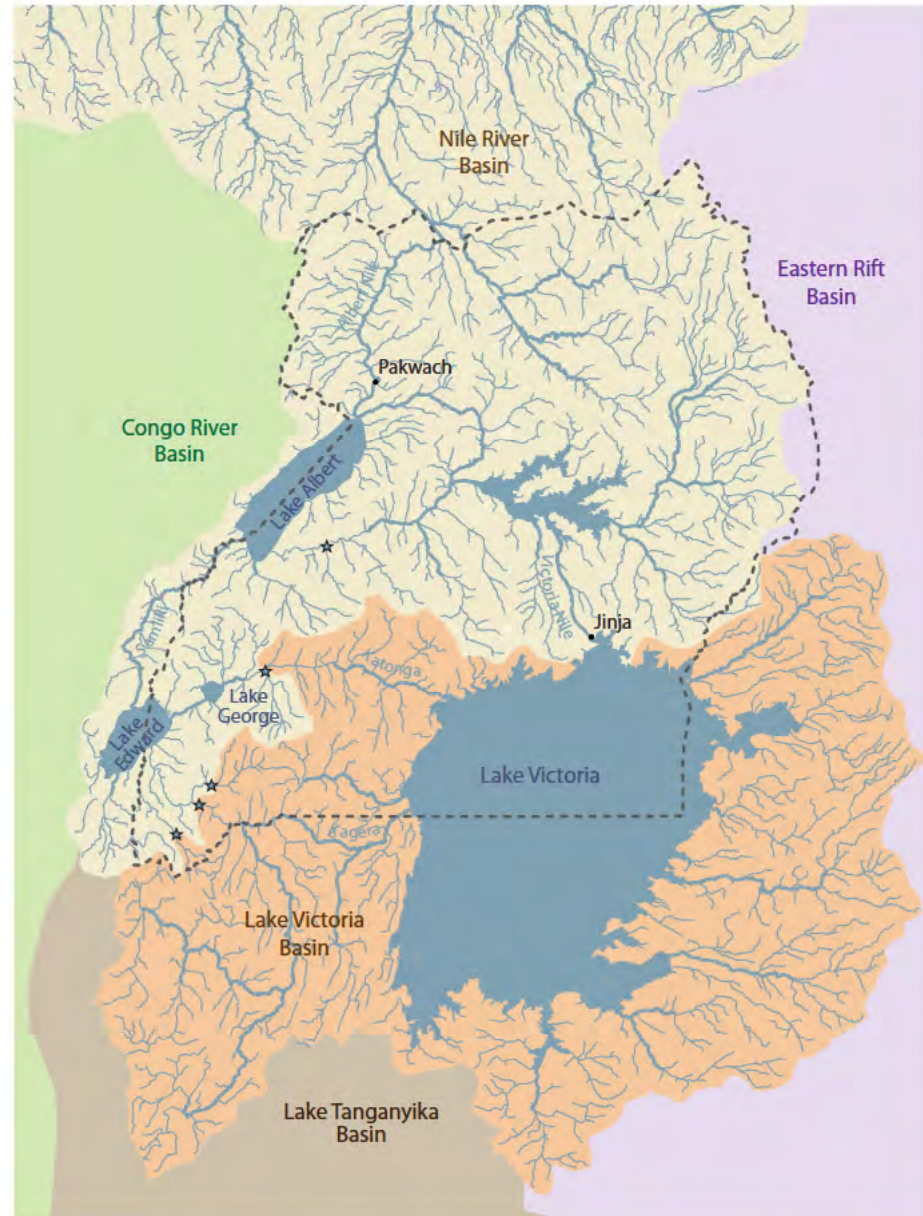 Nile River
Basin
Eastern Rift
Basin
Albert Nile
Pakwach
Congo River
Basin
Lake Albert
Victoria Nile
Jinja
Semliki
Katonga
Lake
George
Lake
Edward
Lake Victoria
Kagera
Lake Victoria
Basin
Lake Tanganyika
Basin